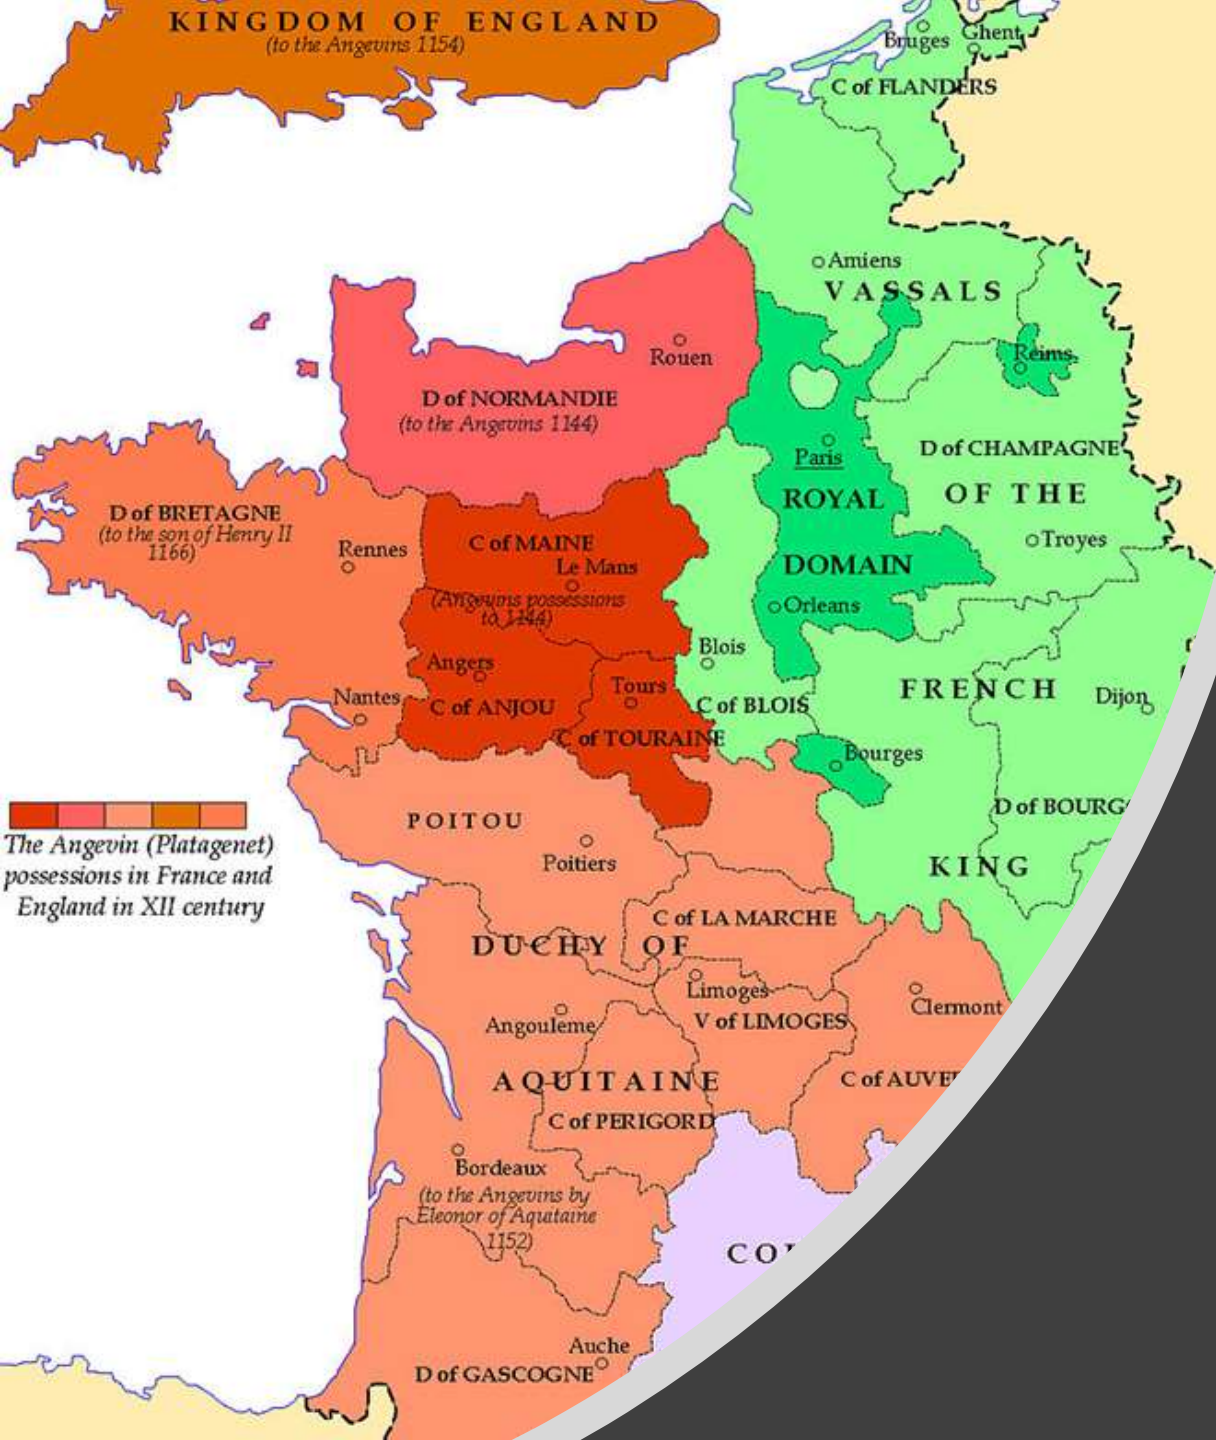 KINGDOM OF ENGLAND
(to the Angevins 1154)
Bruges
Ghent
C of FLANDERS
Amiens
VASSALS
Rouen
Reims
D of NORMANDIE
(to the Angevins 1144)
Paris
D of CHAMPAGNE
ROYAL
OF THE
D of BRETAGNE
(to the son of Henry II
1166)
Rennes
C of MAINE
Le Mans
Troyes
DOMAIN
(Angevins possessions
to 1144)
Orleans
Blois
Angers
Tours
FRENCH
Dijon
Nantes
C of ANJOU
C of BLOIS
C of TOURAINE
Bourges
D of BOURG
POITOU
Poitiers
KING
The Angevin (Platagenet)
possessions in France and
England in XII century
C of LA MARCHE
DUCHY OF
Limoges
Clermont
Angouleme
V of LIMOGES
AQUITAINE
C of AUVE
C of PERIGORD
Bordeaux
(to the Angevins by
Eleonor of Aquitaine
1152)
CO
Auche
D of GASCOGNE